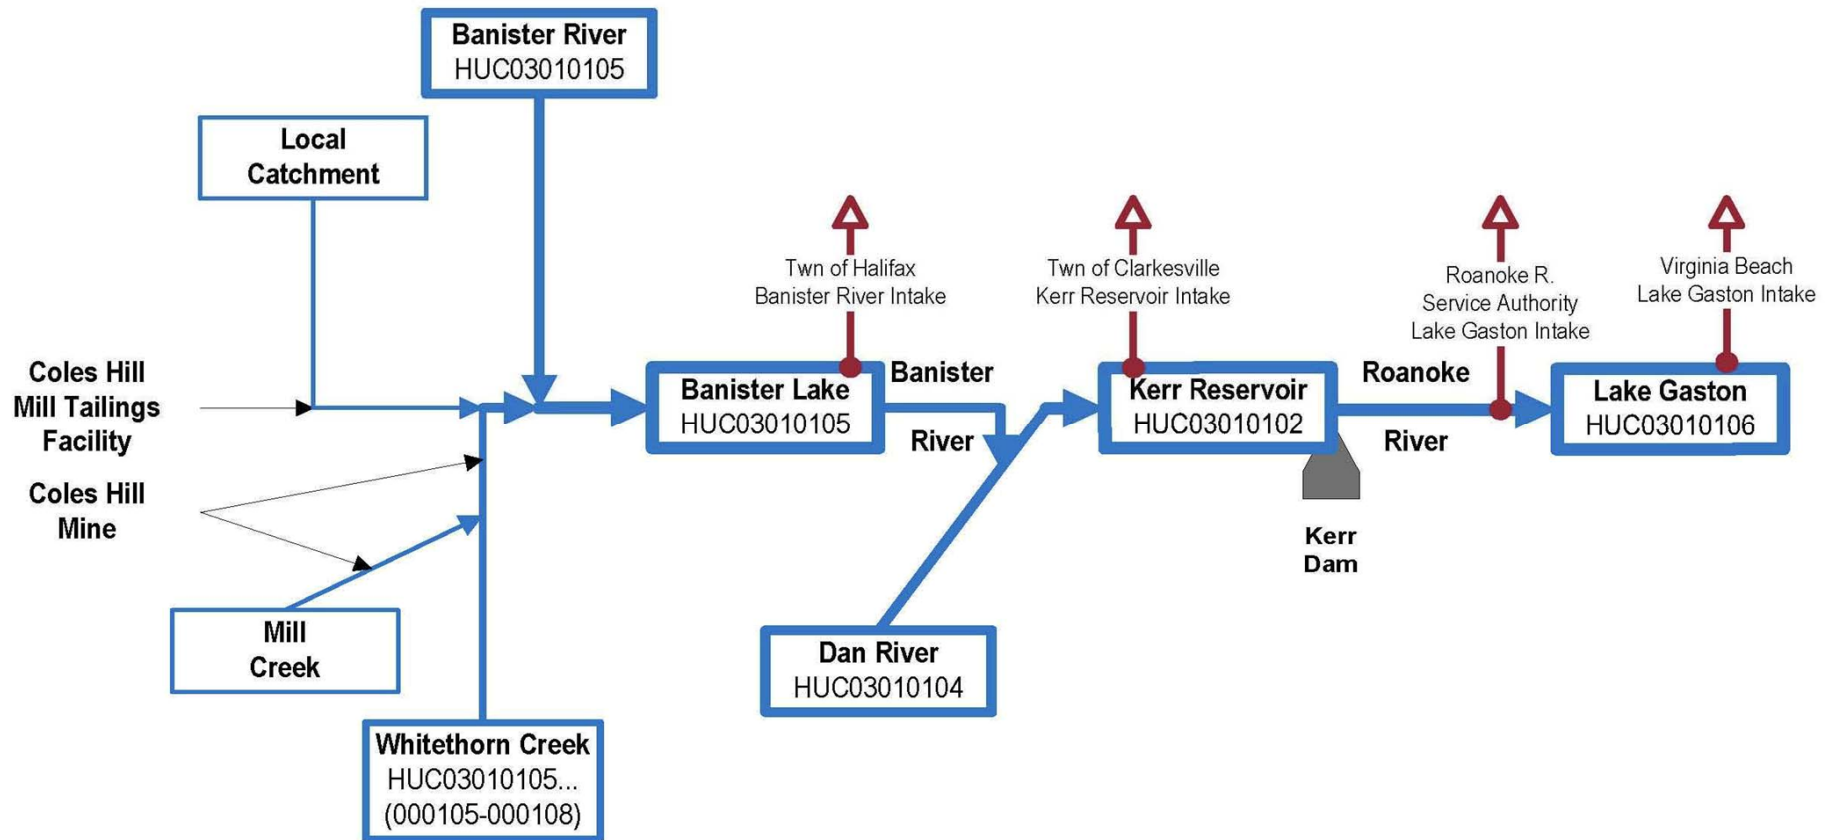 Banister River
HUC03010105
Local
Catchment
Twn of Halifax
Banister River Intake
Twn of Clarkesville
Kerr Reservoir Intake
Roanoke R.
Service Authority
Lake Gaston Intake
Virginia Beach
Lake Gaston Intake
Coles Hill
Mill Tailings
Facility
Banister Lake
HUC03010105
Banister
River
Kerr Reservoir
HUC03010102
Roanoke
River
Lake Gaston
HUC03010106
Coles Hill
Mine
Kerr
Dam
Mill
Creek
Dan River
HUC03010104
Whitethorn Creek
HUC03010105...
(000105-000108)